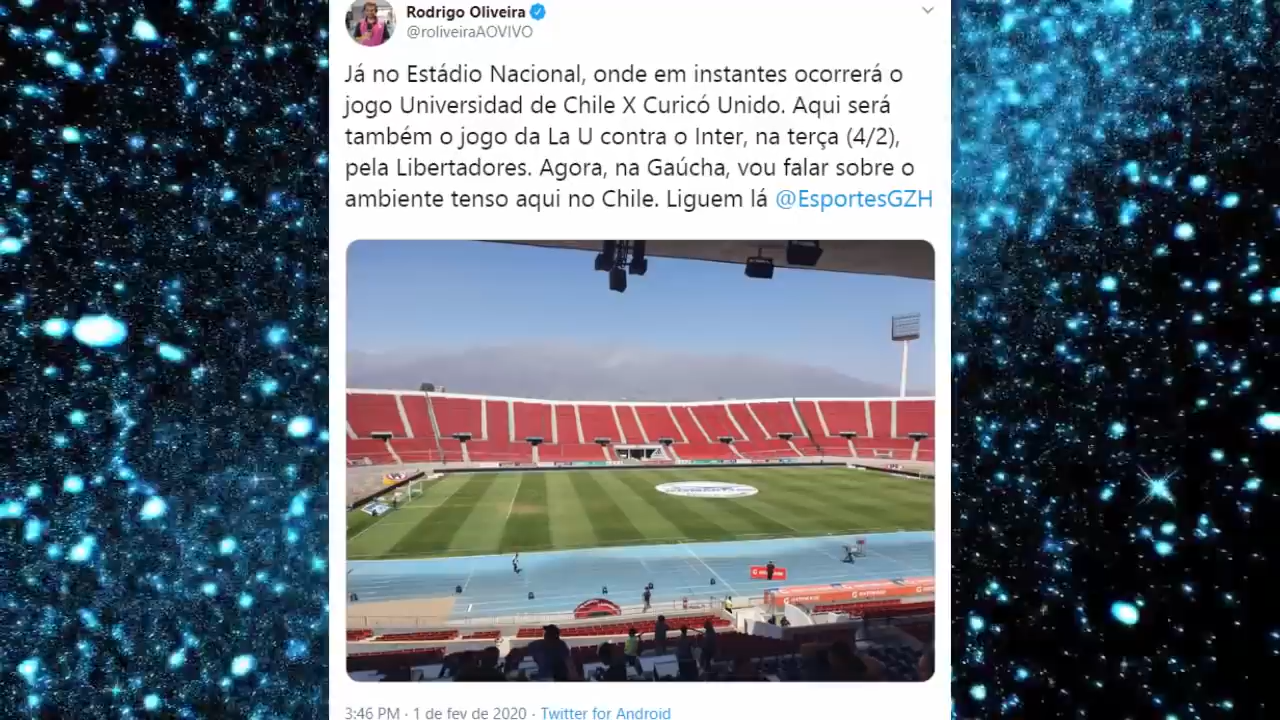 Rodrigo Oliveira
@roliveiraAOVIVO
Já no Estádio Nacional, onde em instantes ocorrerá o
jogo Universidad de Chile X Curicó Unido. Aqui será
também o jogo da La U contra o Inter, na terça (4/2),
pela Libertadores. Agora, na Gaúcha, vou falar sobre o
ambiente tenso aqui no Chile. Liguem lá @EsportesGZH
3:46 PM · 1 de fev de 2020 · Twitter for Android